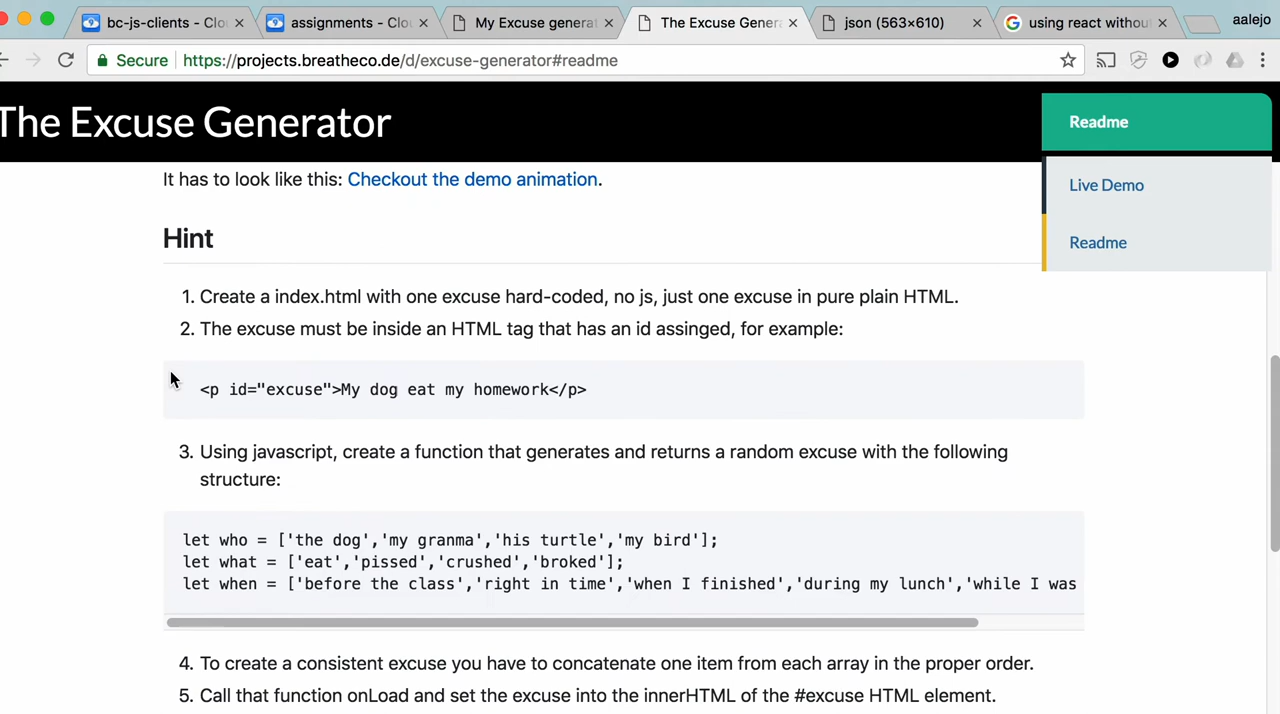 bc-js-clients - Clo
assignments - Clou
My Excuse generat
The Excuse Genera
json (563×610)
using react withou
aalejo
Secure
https://projects.breatheco.de/d/excuse-generator#readme
The Excuse Generator
Readme
Live Demo
Readme
It has to look like this: Checkout the demo animation.
Hint
1. Create a index.html with one excuse hard-coded, no js, just one excuse in pure plain HTML.
2. The excuse must be inside an HTML tag that has an id assinged, for example:
<p id="excuse">My dog eat my homework</p>
3. Using javascript, create a function that generates and returns a random excuse with the following
structure:
let who = ['the dog','my granma','his turtle','my bird'];
let what = ['eat','pissed','crushed','broked'];
let when = ['before the class','right in time','when I finished','during my lunch','while I was
4. To create a consistent excuse you have to concatenate one item from each array in the proper order.
5. Call that function onLoad and set the excuse into the innerHTML of the #excuse HTML element.